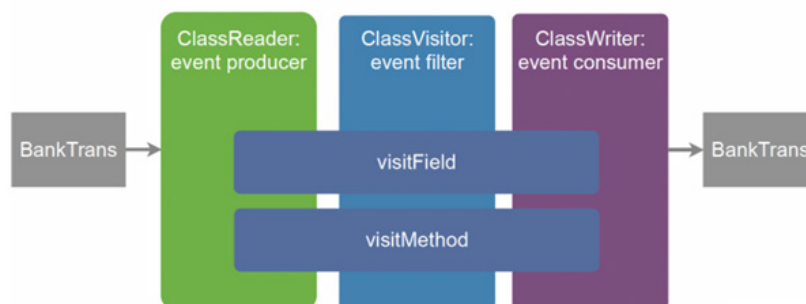 ClassReader:
event producer
ClassVisitor:
event filter
ClassWriter:
event consumer
BankTrans
visitField
BankTrans
visitMethod